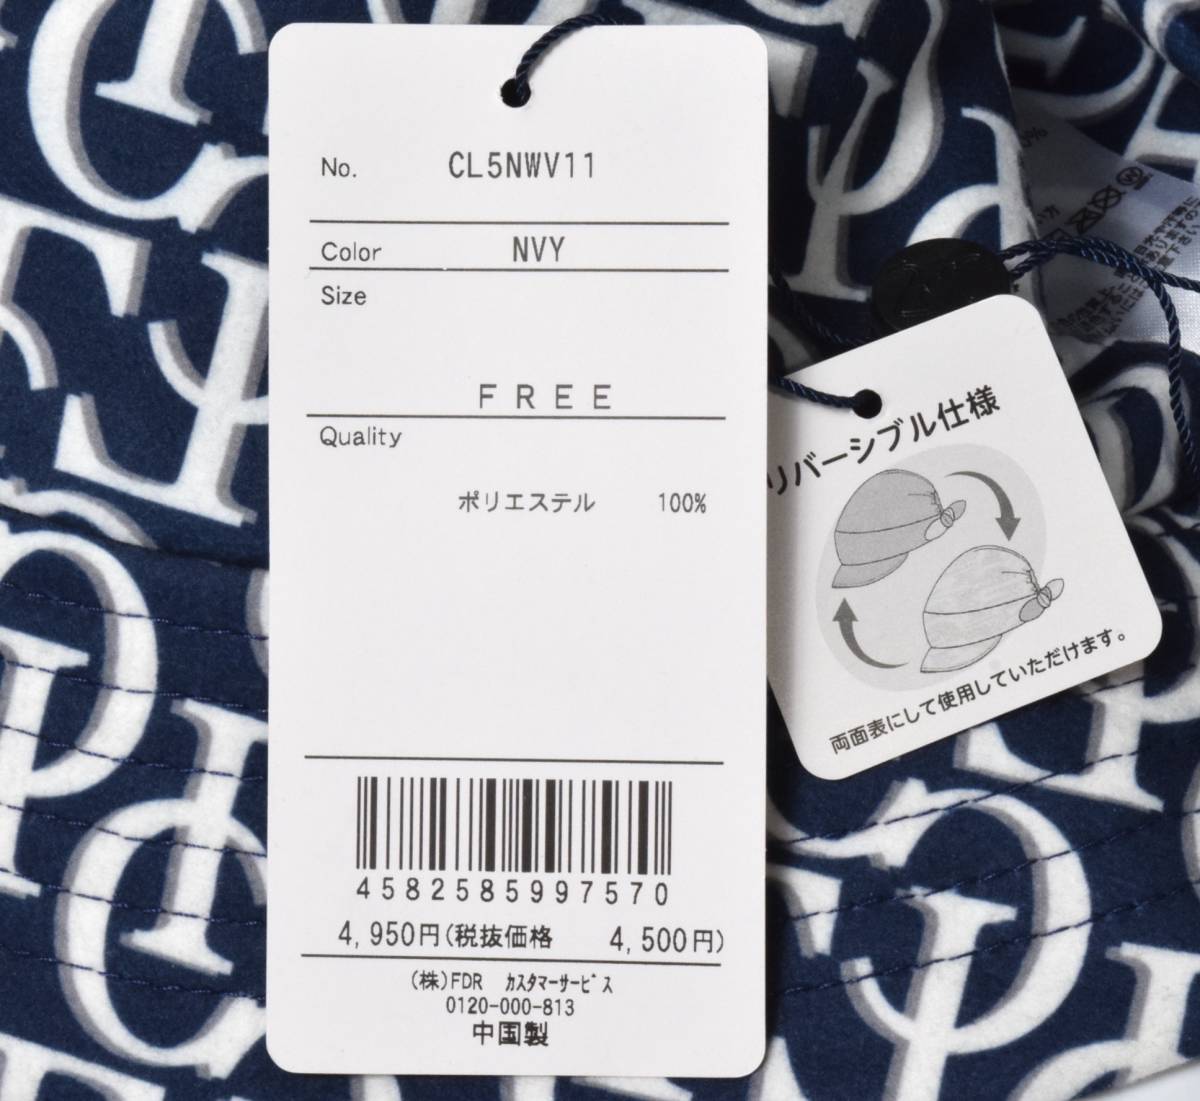 No. CL5NWV11
Color NVY
Size
FREE
Quality
ポリエステル 100%
4582585997570
4,950円(税抜価格 4,500円)
(株)FDR カスタマーサービス
0120-000-813
中国製
リバーシブル仕様
両面表にして使用していただけます。